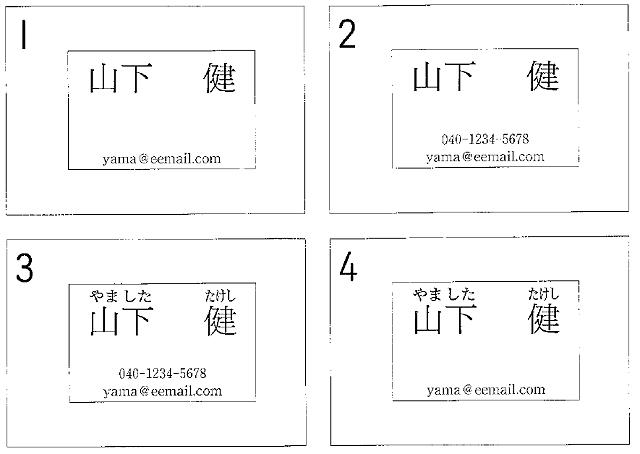 1
山下 健
yama@eemail.com
2
山下 健
040-1234-5678
yama@eemail.com
3
やました たけし
山下 健
040-1234-5678
yama@eemail.com
4
やました たけし
山下 健
yama@eemail.com